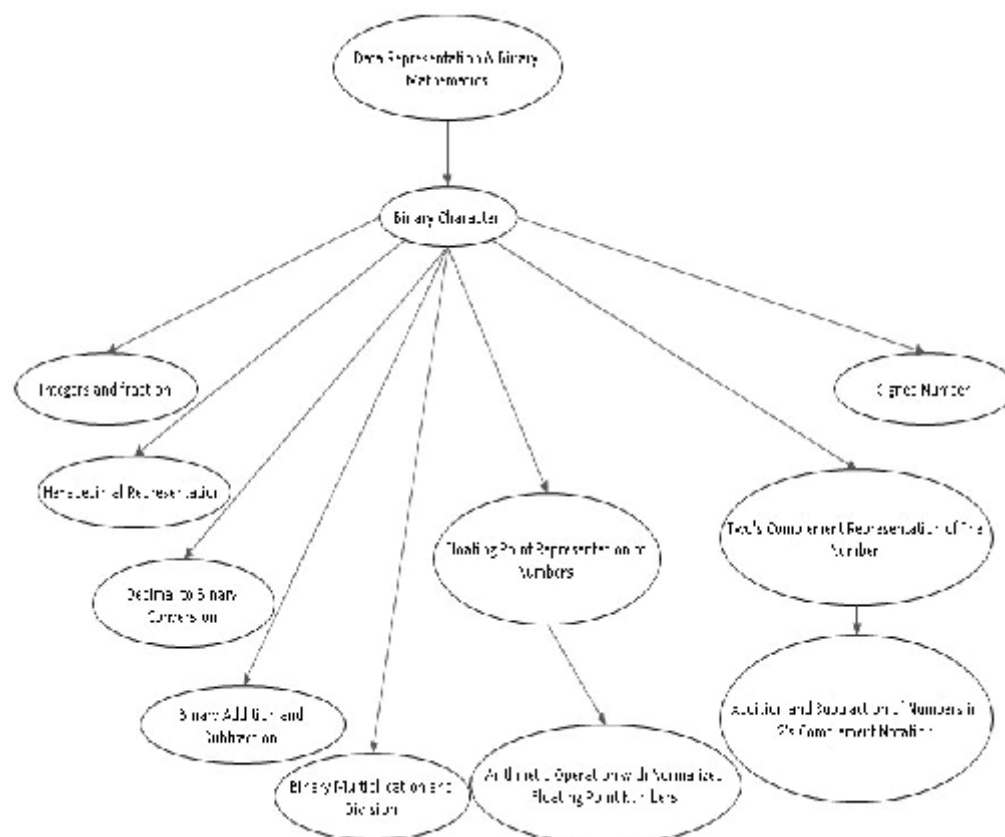 Data Representation & Binary
Mathematics
Binary Character
Integers and fraction
Signed Number
Hexadecimal Representation
Two's Complement Representation of the
Number
Floating Point Representation of
Numbers
Decimal to Binary
Conversion
Binary Addition and
Subtraction
Addition and Subtraction of Numbers in
2's Complement Notation
Binary Multiplication and
Division
Arithmetic Operation with Normalized
Floating Point Numbers